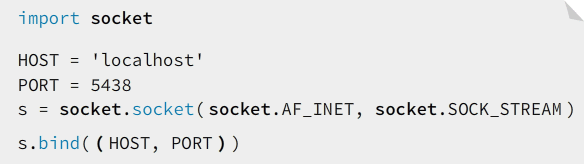 import socket
HOST = 'localhost'
PORT = 5438
s = socket.socket(socket.AF_INET, socket.SOCK_STREAM)
s.bind((HOST, PORT))